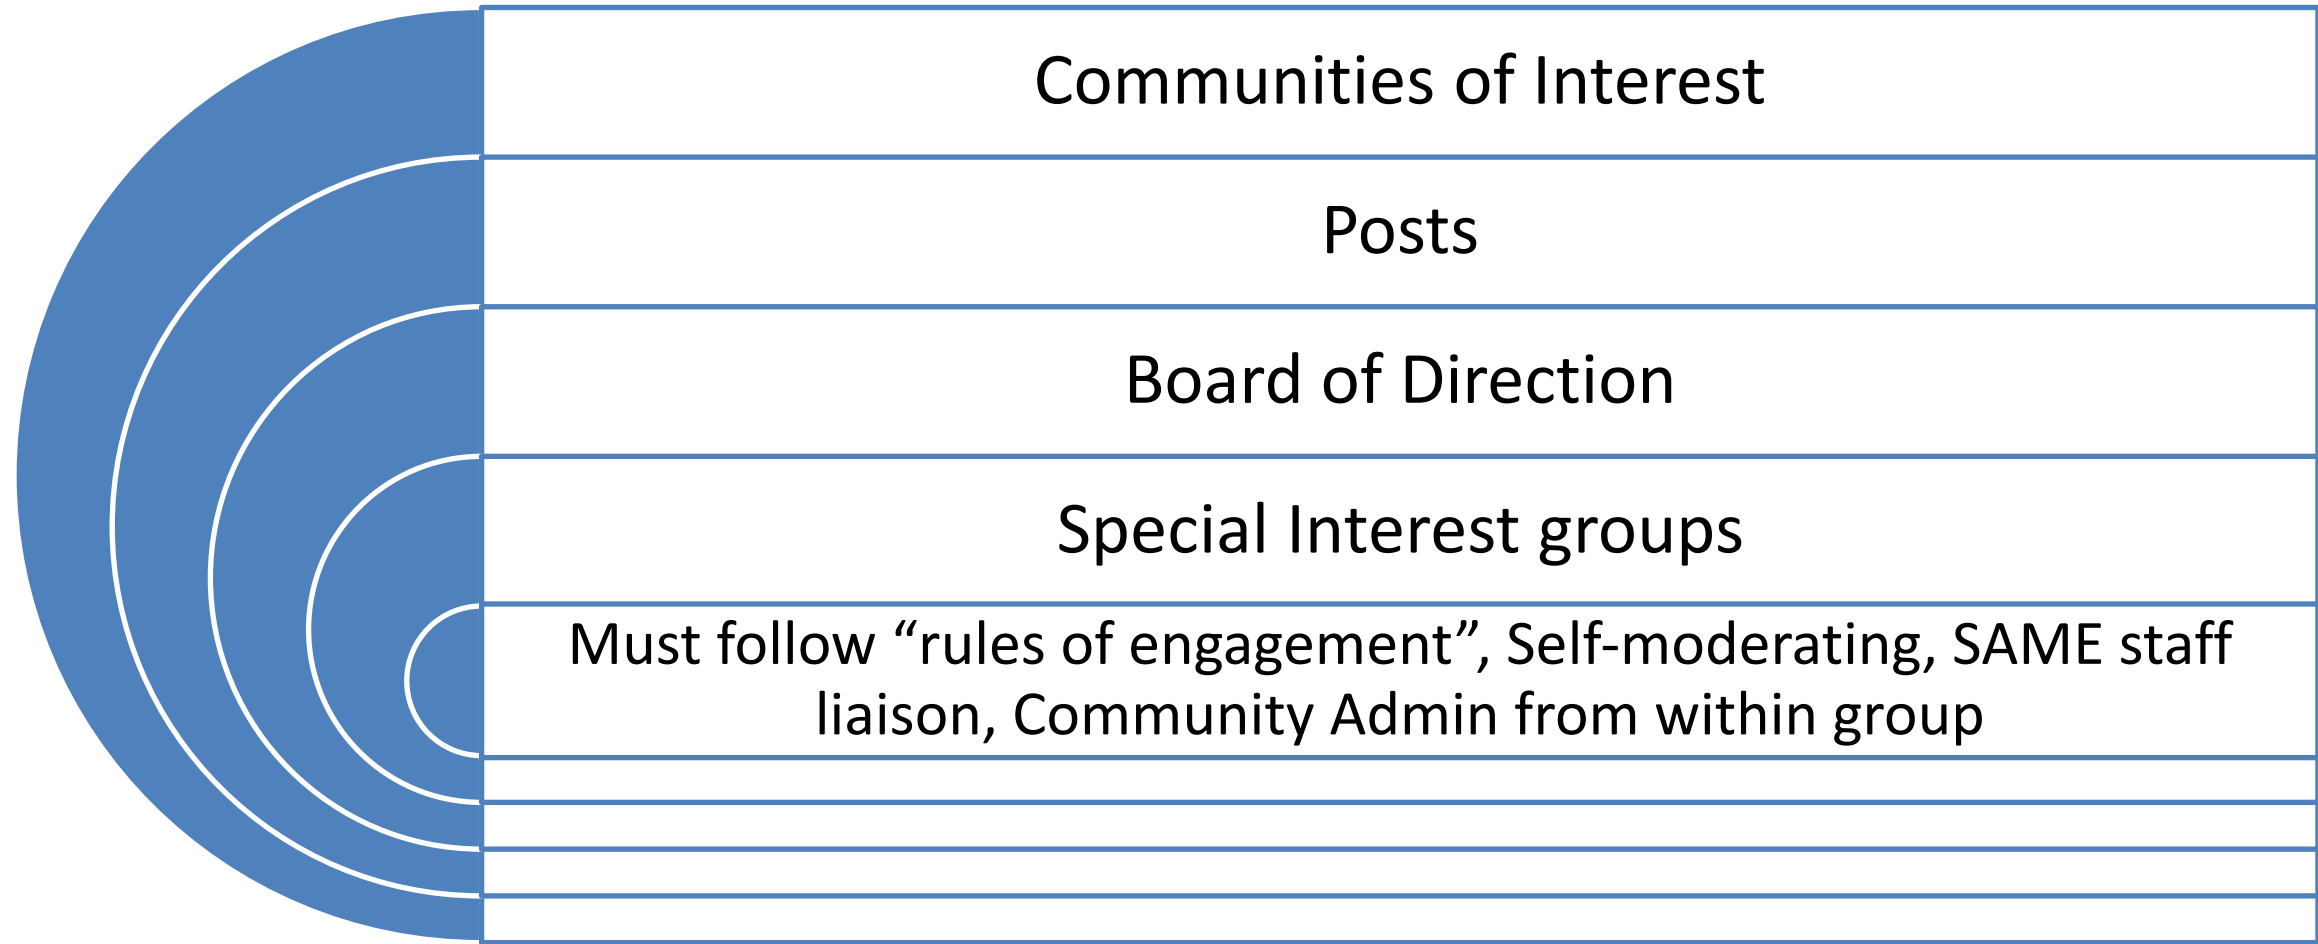 Communities of Interest
Posts
Board of Direction
Special Interest groups
Must follow “rules of engagement”, Self-moderating, SAME staff
liaison, Community Admin from within group